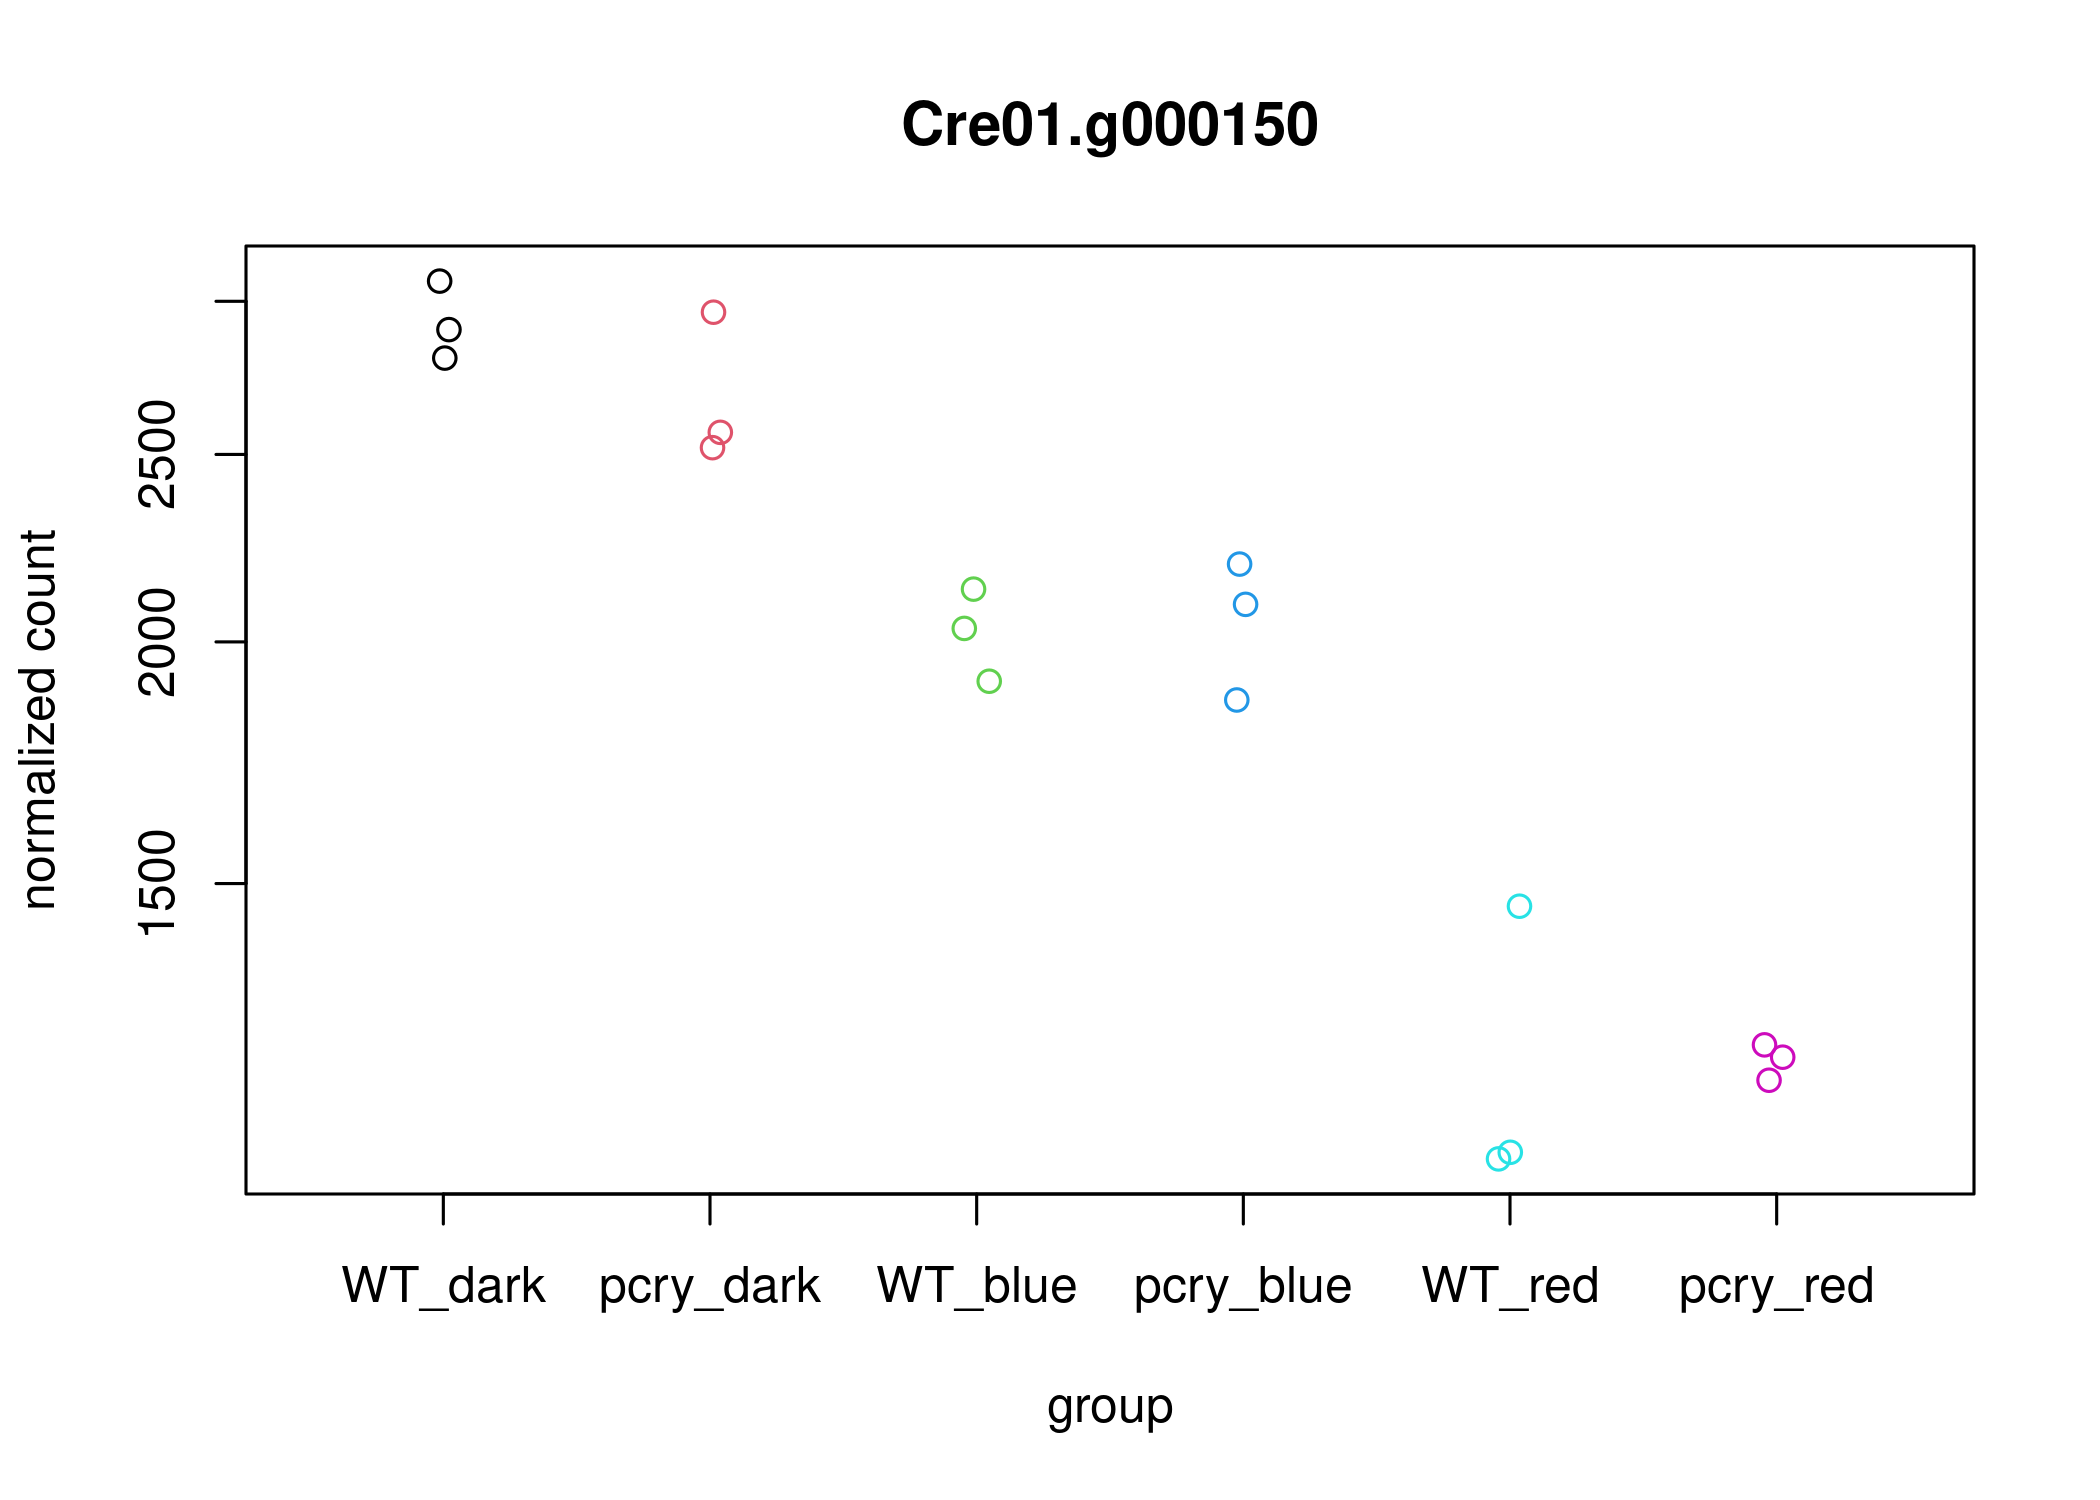 Cre01.g000150
normalized count
2500
2000
1500
WT_dark pcry_dark WT_blue pcry_blue WT_red pcry_red
group